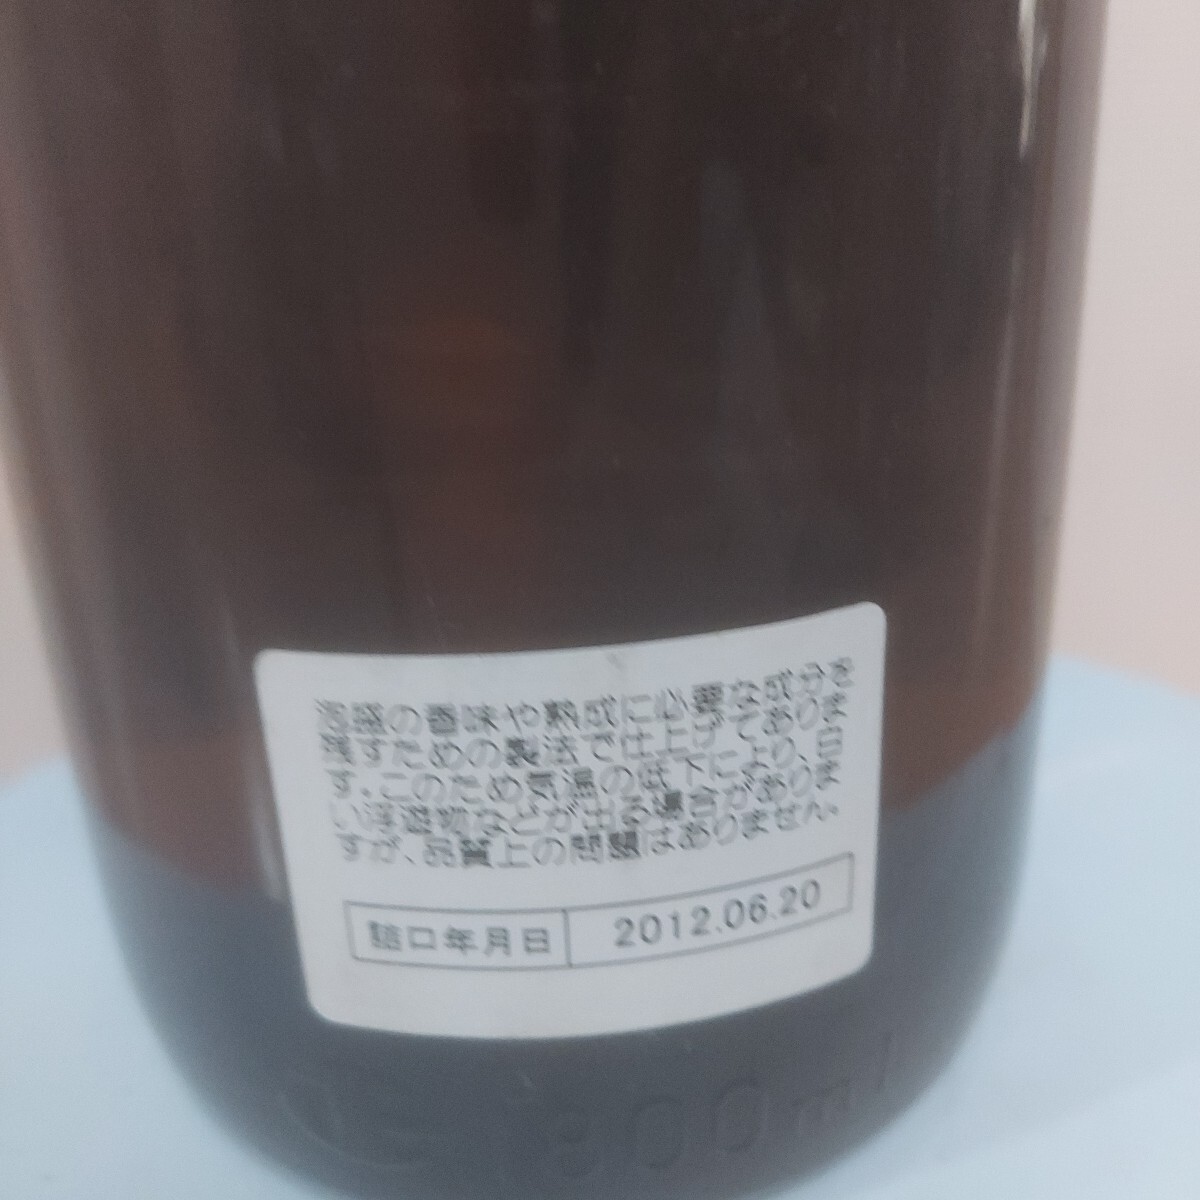 泡盛の香味や熟成に必要な成分を
残すための製法で仕上げてありま
す。このため気温の低下により、白
い浮遊物などが出る場合がありま
すが、品質上の問題はありません。
詰口年月日 2012.06.20
1800ml